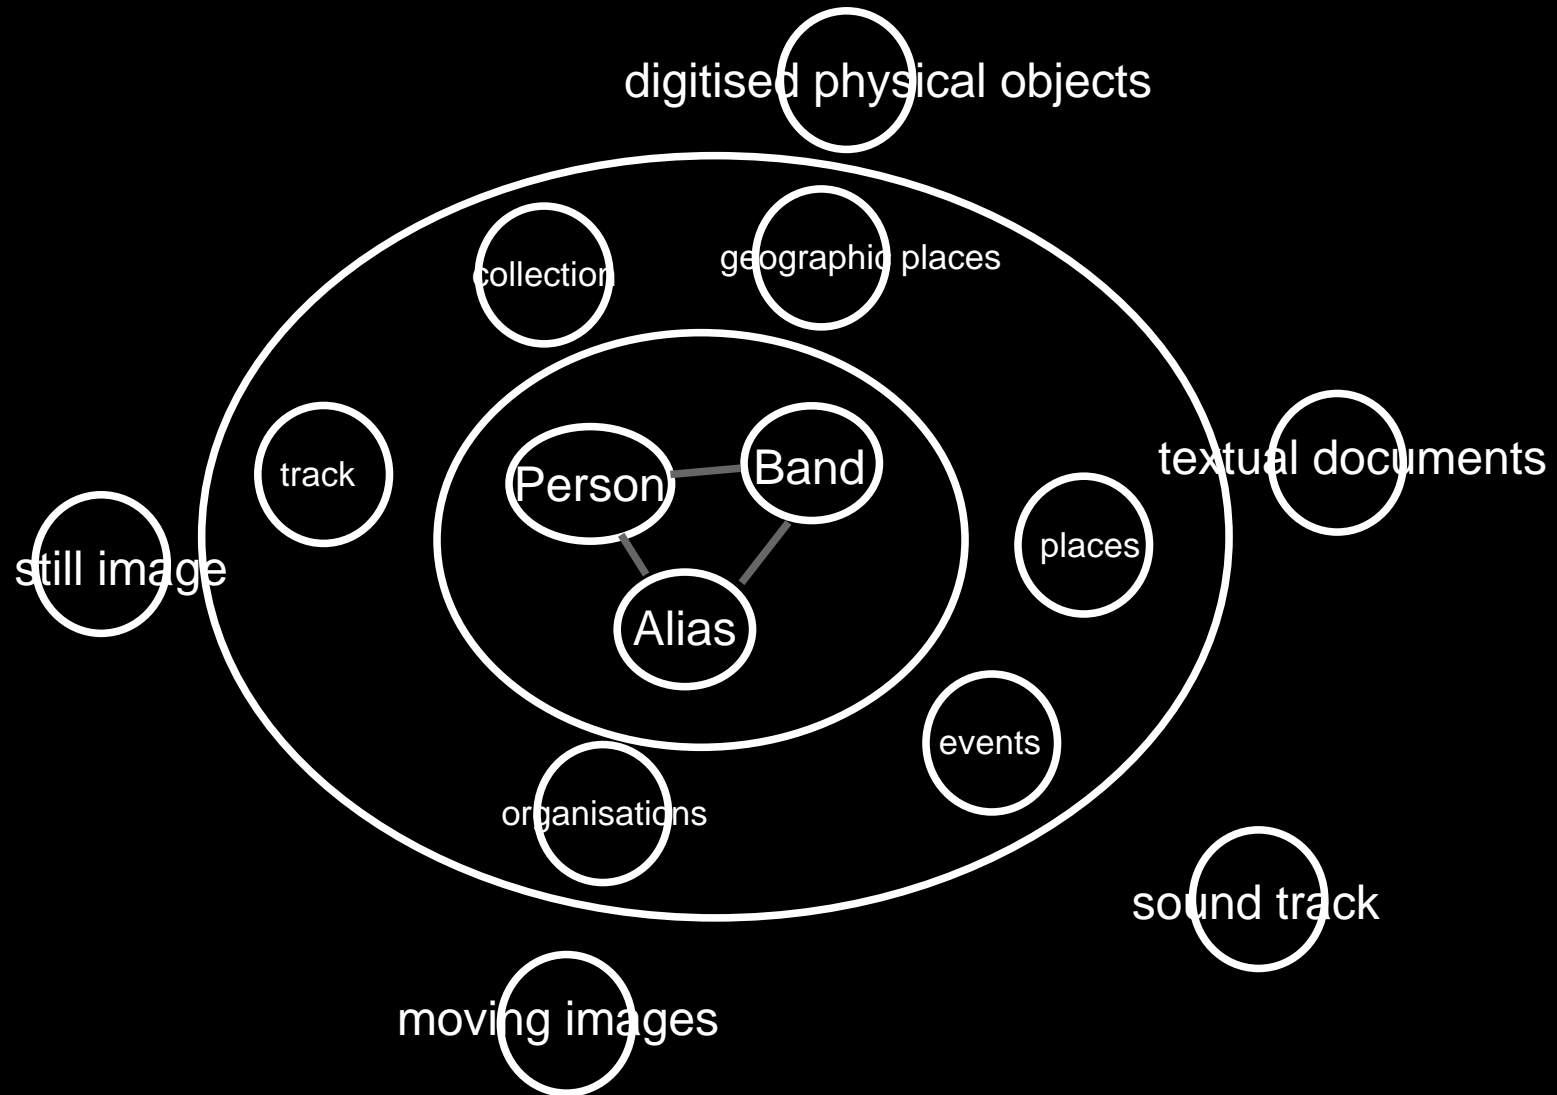 digitised physical objects
collection
geographic places
track
Person
Band
textual documents
still image
places
Alias
events
organisations
sound track
moving images